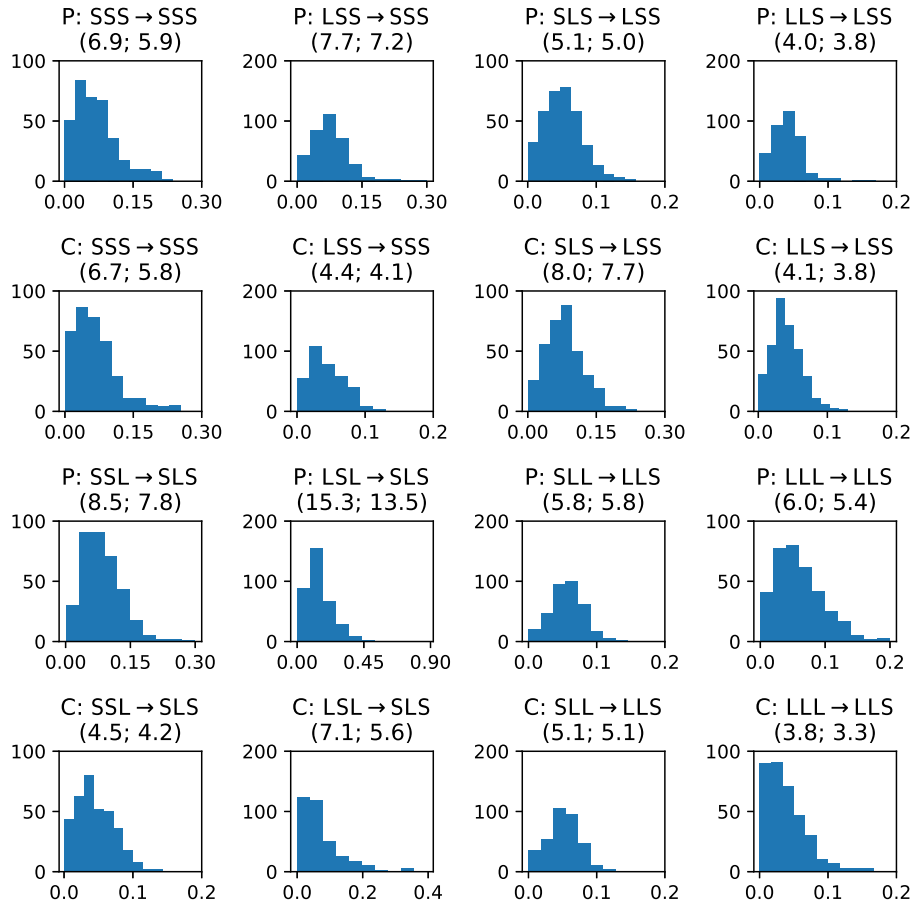 P: SSS→SSS
(6.9; 5.9)
100
50
0
0.00 0.15 0.30
P: LSS→SSS
(7.7; 7.2)
200
100
0
0.00 0.15 0.30
P: SLS→LSS
(5.1; 5.0)
100
50
0
0.0 0.1 0.2
P: LLS→LSS
(4.0; 3.8)
200
100
0
0.0 0.1 0.2
C: SSS→SSS
(6.7; 5.8)
100
50
0
0.00 0.15 0.30
C: LSS→SSS
(4.4; 4.1)
200
100
0
0.0 0.1 0.2
C: SLS→LSS
(8.0; 7.7)
100
50
0
0.00 0.15 0.30
C: LLS→LSS
(4.1; 3.8)
100
50
0
0.0 0.1 0.2
P: SSL→SLS
(8.5; 7.8)
100
50
0
0.00 0.15 0.30
P: LSL→SLS
(15.3; 13.5)
200
100
0
0.00 0.45 0.90
P: SLL→LLS
(5.8; 5.8)
200
100
0
0.0 0.1 0.2
P: LLL→LLS
(6.0; 5.4)
100
50
0
0.0 0.1 0.2
C: SSL→SLS
(4.5; 4.2)
100
50
0
0.0 0.1 0.2
C: LSL→SLS
(7.1; 5.6)
200
100
0
0.0 0.2 0.4
C: SLL→LLS
(5.1; 5.1)
200
100
0
0.0 0.1 0.2
C: LLL→LLS
(3.8; 3.3)
100
50
0
0.0 0.1 0.2